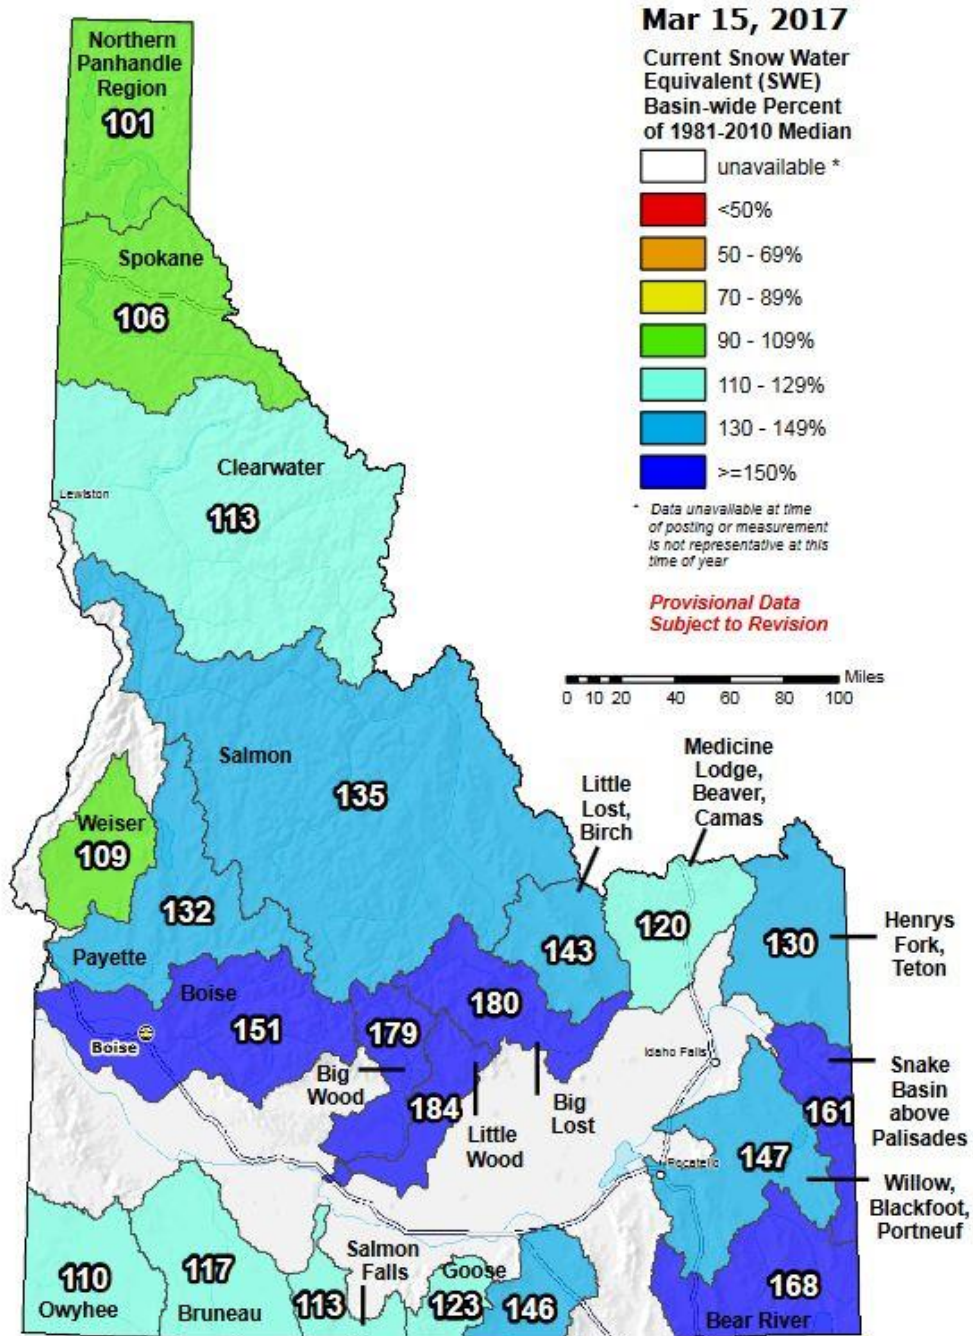 Mar 15, 2017
Current Snow Water
Equivalent (SWE)
Basin-wide Percent
of 1981-2010 Median
unavailable *
<50%
50 - 69%
70 - 89%
90 - 109%
110 - 129%
130 - 149%
>=150%
* Data unavailable at time
of posting or measurement
is not representative at this
time of year
Provisional Data
Subject to Revision
Miles
0 10 20 40 60 80 100
Northern
Panhandle
Region
101
Spokane
106
Clearwater
113
Lewiston
Salmon
135
Weiser
109
132
Payette
Little
Lost,
Birch
143
Medicine
Lodge,
Beaver,
Camas
120
130
Henrys
Fork,
Teton
Boise
151
Boise
179
Big
Wood
180
Big
Lost
184
Little
Wood
Idaho Falls
Snake
Basin
above
Palisades
161
147
Pocatello
Willow,
Blackfoot,
Portneuf
168
Bear River
110
Owyhee
117
Bruneau
Salmon
Falls
113
Goose
123
146